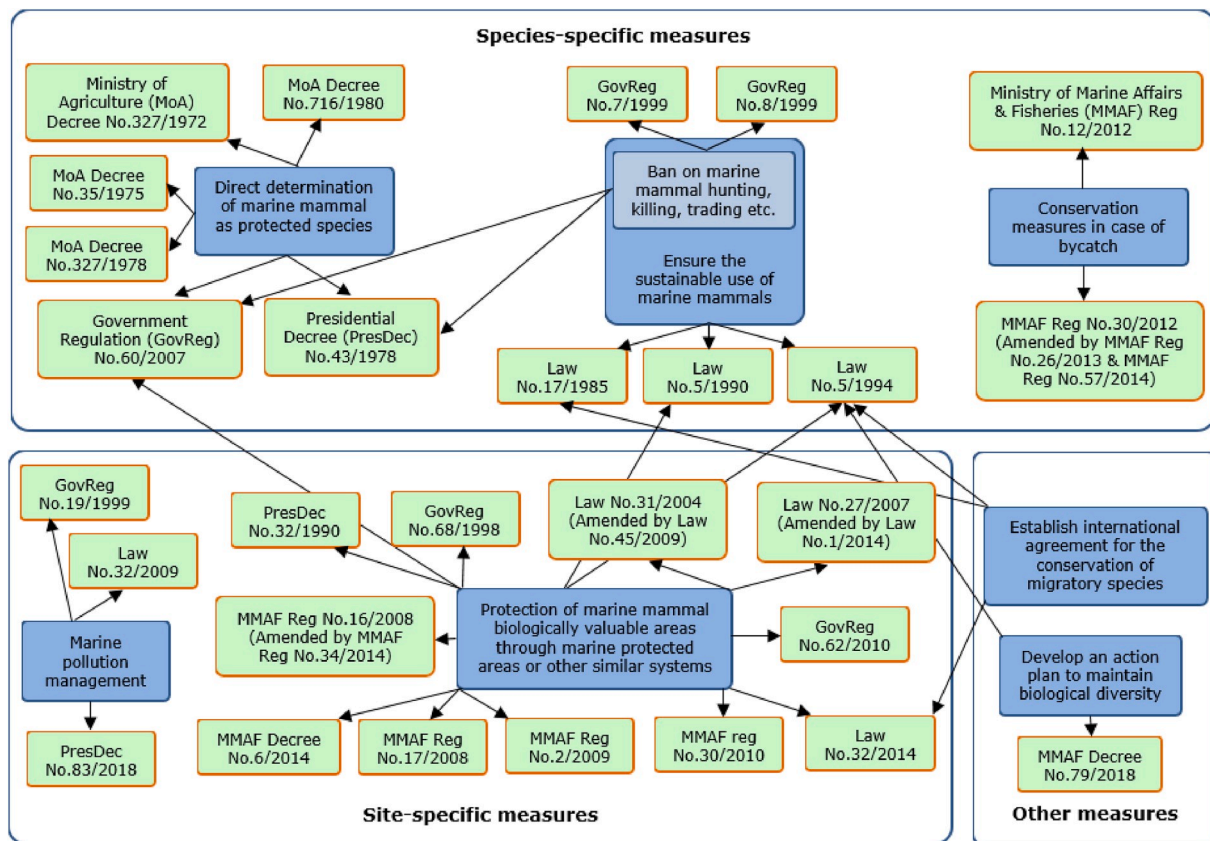 Species-specific measures
Ministry of
Agriculture (MoA)
Decree No.327/1972
MoA Decree
No.716/1980
GovReg
No.7/1999
GovReg
No.8/1999
Ministry of Marine Affairs
& Fisheries (MMAF) Reg
No.12/2012
MoA Decree
No.35/1975
Direct determination
of marine mammal
as protected species
Ban on marine
mammal hunting,
killing, trading etc.
Conservation
measures in case of
bycatch
MoA Decree
No.327/1978
Ensure the
sustainable use of
marine mammals
Government
Regulation (GovReg)
No.60/2007
Presidential
Decree (PresDec)
No.43/1978
MMAF Reg No.30/2012
(Amended by MMAF Reg
No.26/2013 & MMAF
Reg No.57/2014)
Law
No.17/1985
Law
No.5/1990
Law
No.5/1994
GovReg
No.19/1999
Law
No.32/2009
PresDec
No.32/1990
GovReg
No.68/1998
Law No.31/2004
(Amended by Law
No.45/2009)
Law No.27/2007
(Amended by Law
No.1/2014)
Establish international
agreement for the
conservation of
migratory species
Marine
pollution
management
MMAF Reg No.16/2008
(Amended by MMAF
Reg No.34/2014)
Protection of marine mammal
biologically valuable areas
through marine protected
areas or other similar systems
GovReg
No.62/2010
Develop an action
plan to maintain
biological diversity
PresDec
No.83/2018
MMAF Decree
No.6/2014
MMAF Reg
No.17/2008
MMAF Reg
No.2/2009
MMAF reg
No.30/2010
Law
No.32/2014
MMAF Decree
No.79/2018
Site-specific measures
Other measures